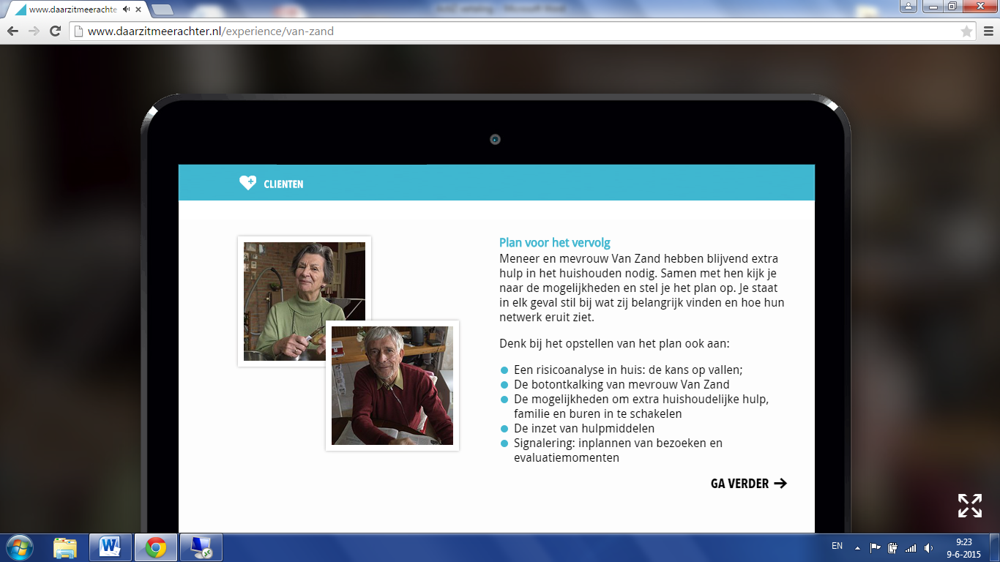 www.daarzitmeerachte
www.daarzitmeerachter.nl/experience/van-zand
CLIENTEN
Plan voor het vervolg
Meneer en mevrouw Van Zand hebben blijvend extra
hulp in het huishouden nodig. Samen met hen kijk je
naar de mogelijkheden en stel je het plan op. Je staat
in elk geval stil bij wat zij belangrijk vinden en hoe hun
netwerk eruit ziet.
Denk bij het opstellen van het plan ook aan:
Een risicoanalyse in huis: de kans op vallen;
De botontkalking van mevrouw Van Zand
De mogelijkheden om extra huishoudelijke hulp,
familie en buren in te schakelen
De inzet van hulpmiddelen
Signalering: inplannen van bezoeken en
evaluatiemomenten
GA VERDER
EN
9:23
9-6-2015